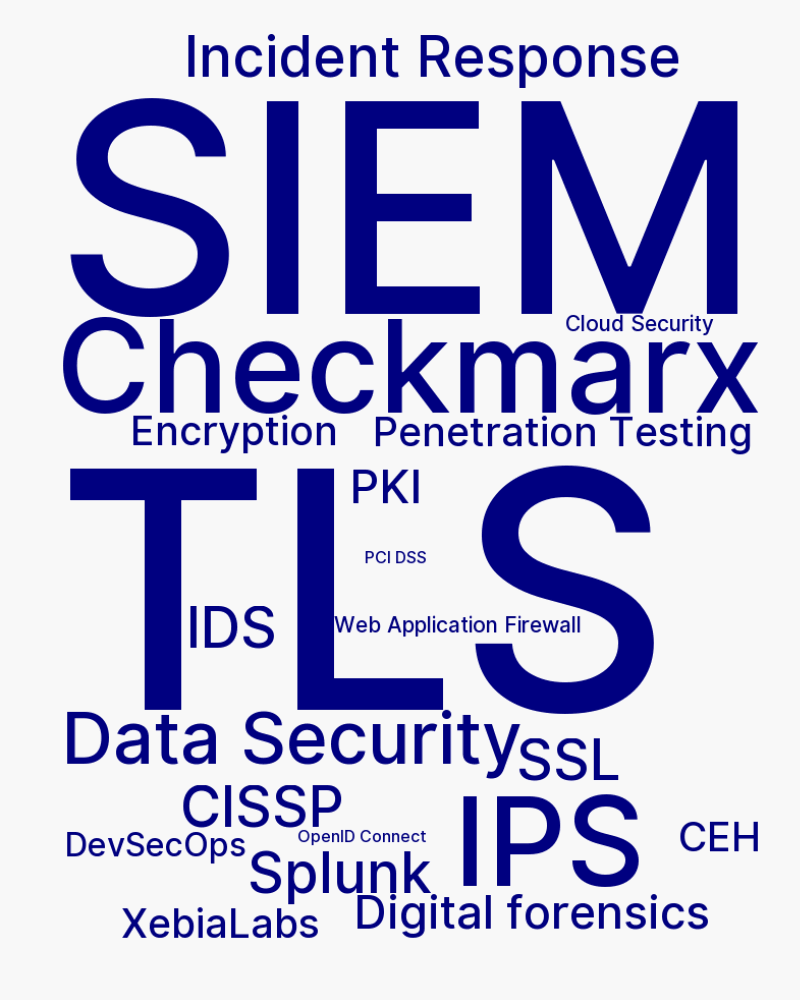 Incident Response
SIEM
Cloud Security
Checkmarx
Encryption
Penetration Testing
TLS
PKI
PCI DSS
IDS
Web Application Firewall
Data Security
SSL
CISSP
IPS
OpenID Connect
CEH
DevSecOps
Splunk
Digital forensics
XebiaLabs